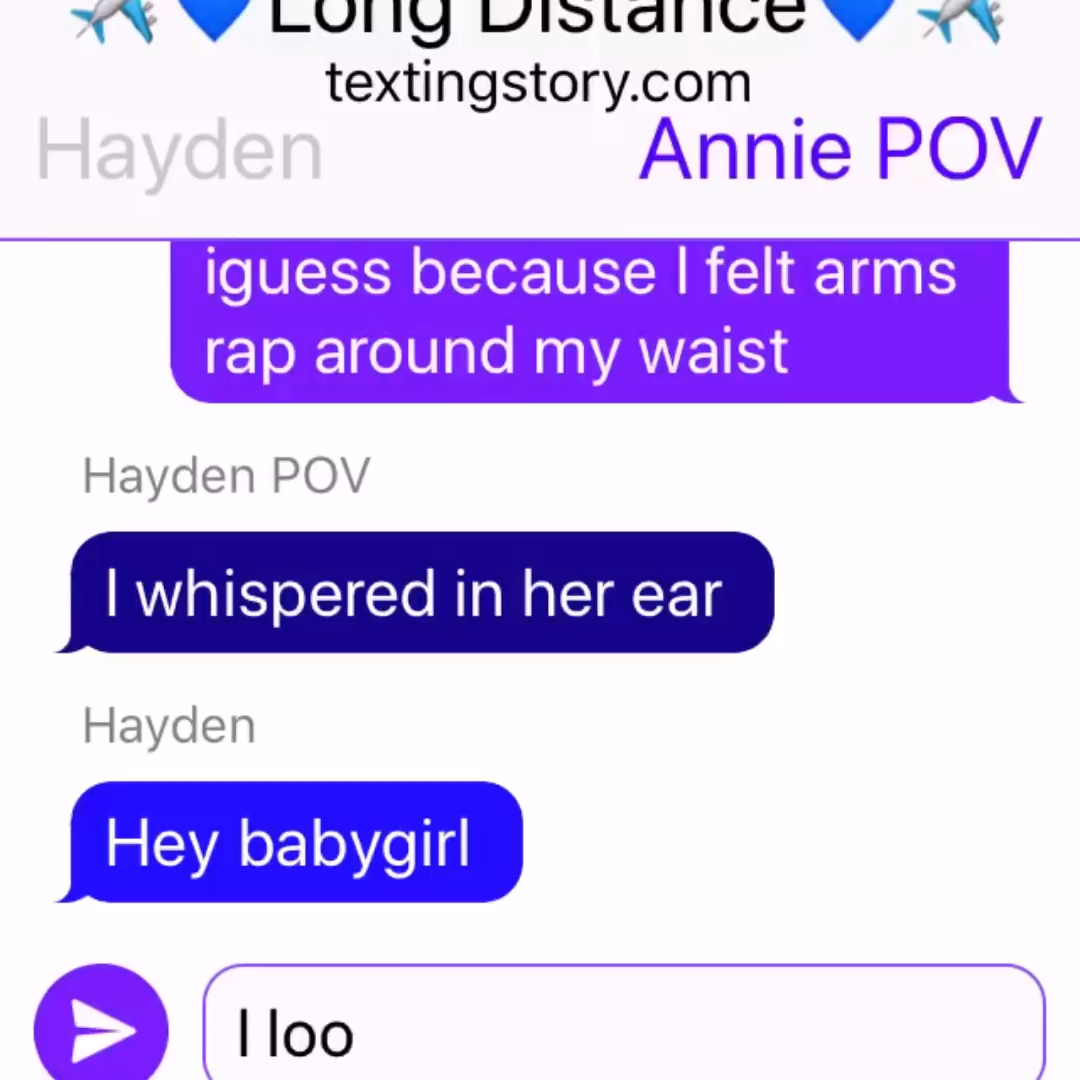 ✈️💙Long Distance💙✈️
textingstory.com
Hayden
Annie POV
iguess because I felt arms
rap around my waist
Hayden POV
I whispered in her ear
Hayden
Hey babygirl
I loo